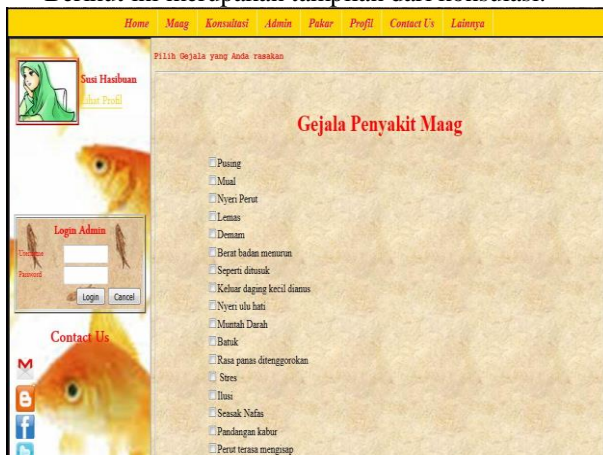 Berikut ini merupakan tampilan dari konsulasi.
Home Maag Konsultasi Admin Pakar Profil Contact Us Lainnya
Pilih Gejala yang Anda rasakan
Susi Hasibuan
Lihat Profil
Gejala Penyakit Maag
Pusing
Mual
Nyeri Perut
Lemas
Demam
Berat badan menurun
Seperti ditusuk
Keluar daging kecil dianus
Nyeri ulu hati
Muntah Darah
Batuk
Rasa panas ditenggorokan
Stres
Ilusi
Seasak Nafas
Pandangan kabur
Perut terasa mengisap
Login Admin
Username
Password
Login Cancel
Contact Us